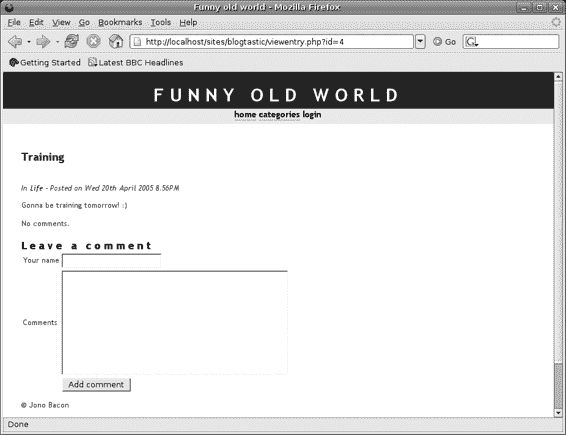 Funny old world - Mozilla Firefox
File Edit View Go Bookmarks Tools Help
http://localhost/sites/blogtastic/viewentry.php?id=4 Go G
Getting Started Latest BBC Headlines
FUNNY OLD WORLD
home categories login
Training
In Life - Posted on Wed 20th April 2005 8.56PM
Gonna be training tomorrow! :)
No comments.
Leave a comment
Your name
Comments
Add comment
© Jono Bacon
Done